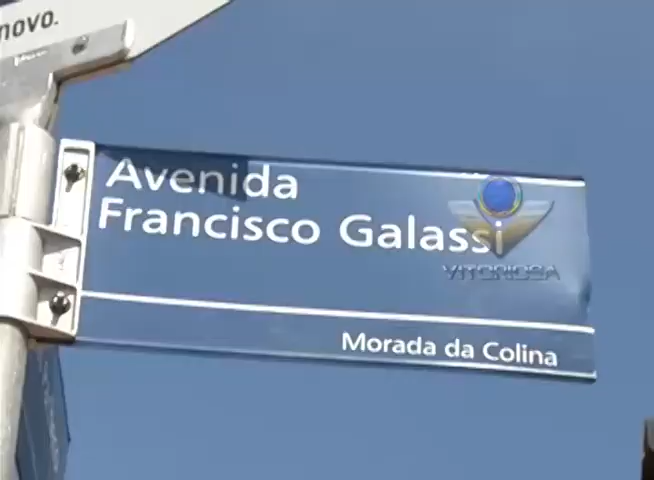 novo.
Avenida
Francisco Galassi
VITORIOSA
Morada da Colina